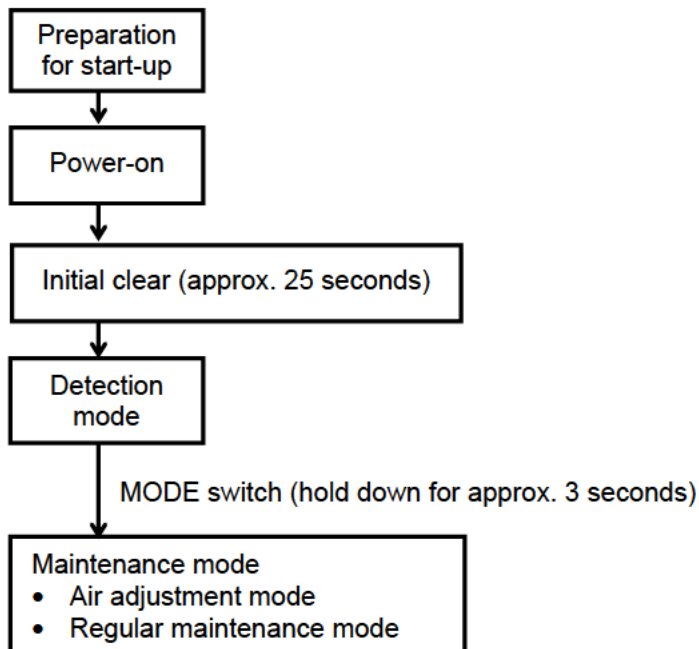 Preparation
for start-up
Power-on
Initial clear (approx. 25 seconds)
Detection
mode
MODE switch (hold down for approx. 3 seconds)
Maintenance mode
• Air adjustment mode
• Regular maintenance mode